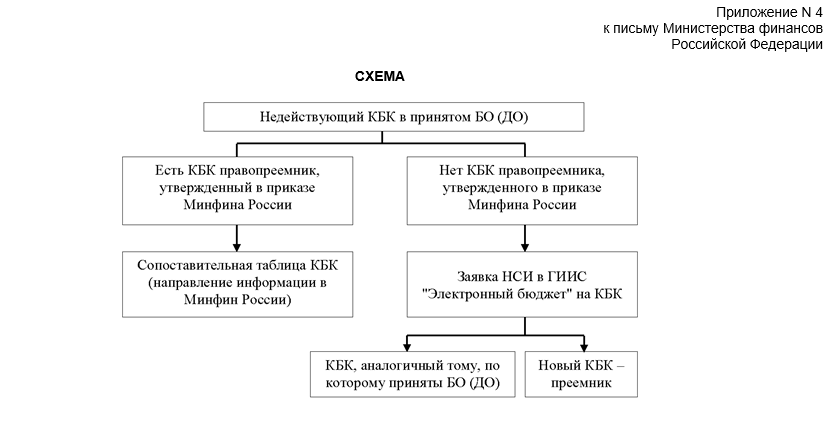 Приложение N 4
к письму Министерства финансов
Российской Федерации
СХЕМА
Недействующий КБК в принятом БО (ДО)
Есть КБК правопреемник,
утвержденный в приказе
Минфина России
Нет КБК правопреемника,
утвержденного в приказе
Минфина России
Сопоставительная таблица КБК
(направление информации в
Минфин России)
Заявка НСИ в ГИИС
"Электронный бюджет" на КБК
КБК, аналогичный тому, по
которому приняты БО (ДО)
Новый КБК –
преемник